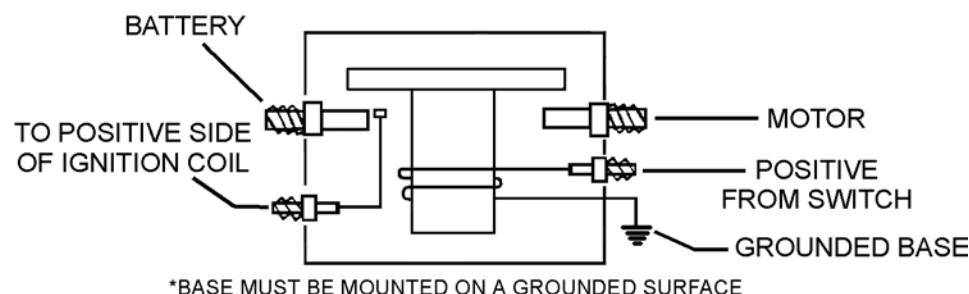 BATTERY
TO POSITIVE SIDE
OF IGNITION COIL
MOTOR
POSITIVE
FROM SWITCH
GROUNDED BASE
*BASE MUST BE MOUNTED ON A GROUNDED SURFACE